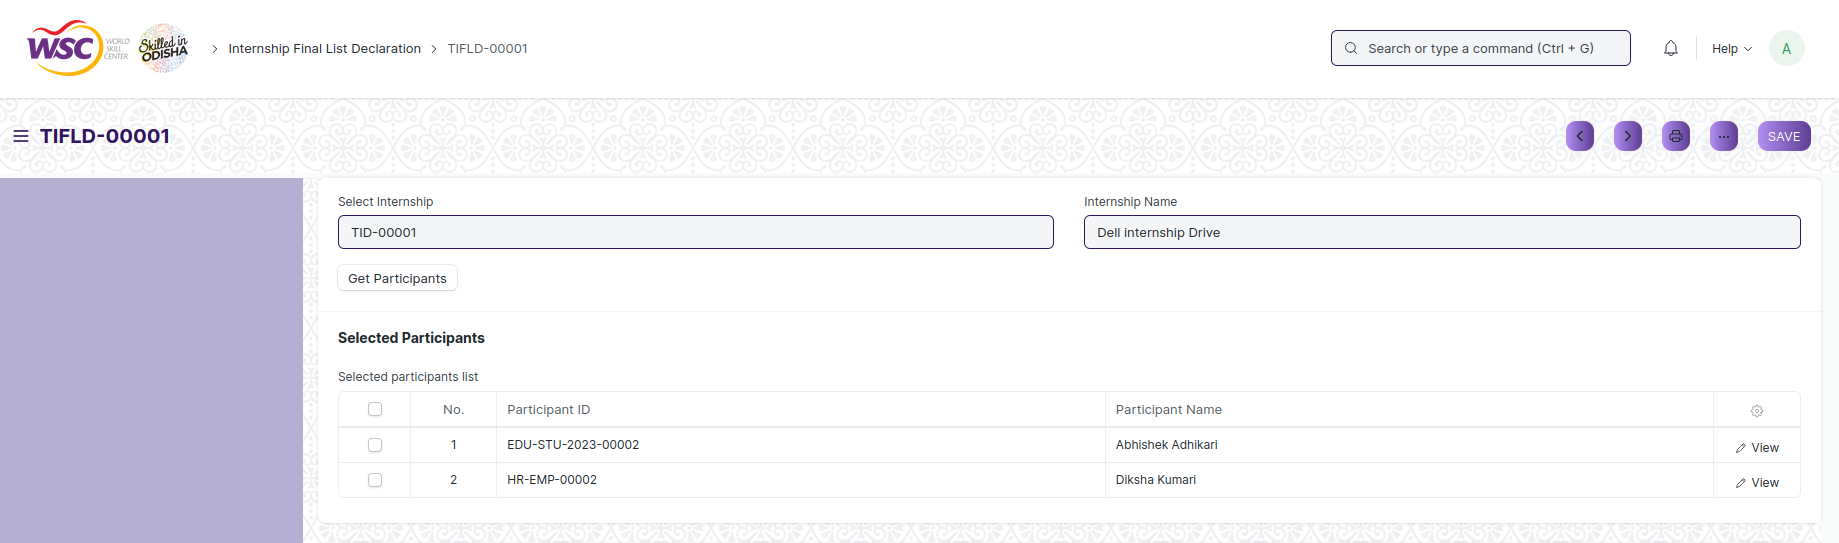 WSC WORLD SKILL CENTER Skilled in ODISHA Internship Final List Declaration TIFLD-00001 Search or type a command (Ctrl + G) Help A
TIFLD-00001 SAVE
Select Internship Internship Name
TID-00001 Dell internship Drive
Get Participants
Selected Participants
Selected participants list
No. Participant ID Participant Name
1 EDU-STU-2023-00002 Abhishek Adhikari View
2 HR-EMP-00002 Diksha Kumari View